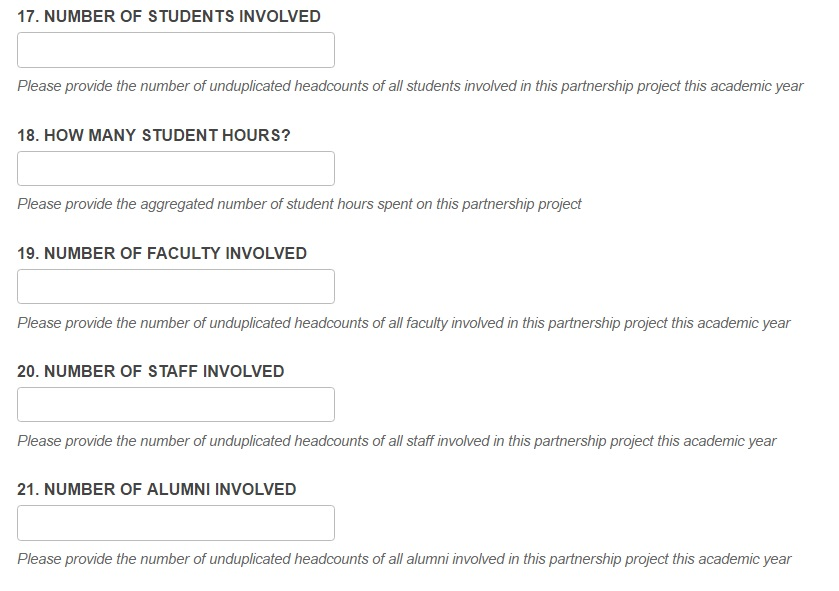 17. NUMBER OF STUDENTS INVOLVED
Please provide the number of unduplicated headcounts of all students involved in this partnership project this academic year
18. HOW MANY STUDENT HOURS?
Please provide the aggregated number of student hours spent on this partnership project
19. NUMBER OF FACULTY INVOLVED
Please provide the number of unduplicated headcounts of all faculty involved in this partnership project this academic year
20. NUMBER OF STAFF INVOLVED
Please provide the number of unduplicated headcounts of all staff involved in this partnership project this academic year
21. NUMBER OF ALUMNI INVOLVED
Please provide the number of unduplicated headcounts of all alumni involved in this partnership project this academic year